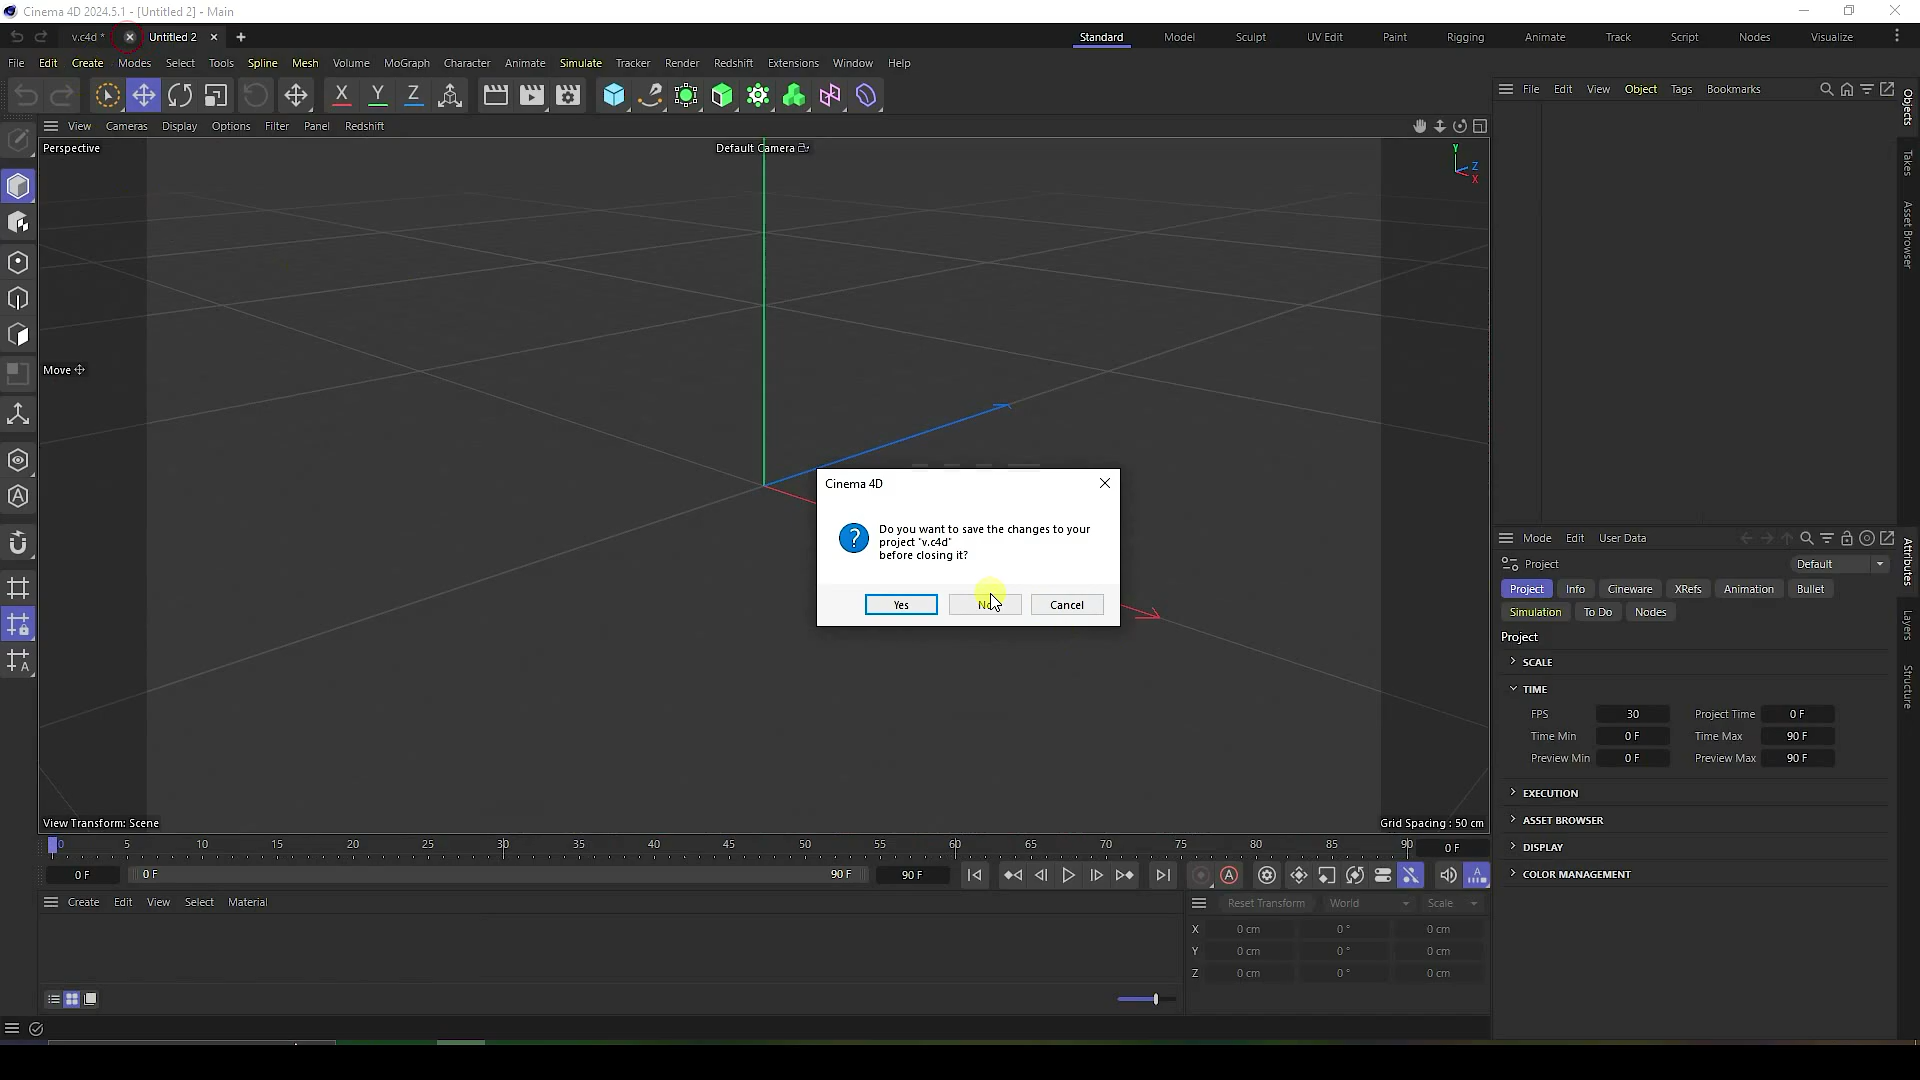 Cinema 4D 2024.5.1 - [Untitled 2] - Main
v.c4d *
Untitled 2
Standard
Model
Sculpt
UV Edit
Paint
Rigging
Animate
Track
Script
Nodes
Visualize
File Edit Create Modes Select Tools Spline Mesh Volume MoGraph Character Animate Simulate Tracker Render Redshift Extensions Window Help
X Y Z
File Edit View Object Tags Bookmarks
View Cameras Display Options Filter Panel Redshift
Perspective
Default Camera
Y
Z
X
Move
Objects
Takes
Asset Browser
Cinema 4D
Do you want to save the changes to your
project 'v.c4d'
before closing it?
Yes
Cancel
View Transform: Scene
Grid Spacing : 50 cm
Mode Edit User Data
Project
Default
Project Info Cineware XRefs Animation Bullet
Simulation To Do Nodes
Project
SCALE
TIME
FPS 30 Project Time 0 F
Time Min 0 F Time Max 90 F
Preview Min 0 F Preview Max 90 F
EXECUTION
ASSET BROWSER
DISPLAY
COLOR MANAGEMENT
Attributes
Layers
Structure
0 5 10 15 20 25 30 35 40 45 50 55 60 65 70 75 80 85 90 0 F
0 F 0 F 90 F 90 F
Create Edit View Select Material
Reset Transform World Scale
X 0 cm 0 ° 0 cm
Y 0 cm 0 ° 0 cm
Z 0 cm 0 ° 0 cm